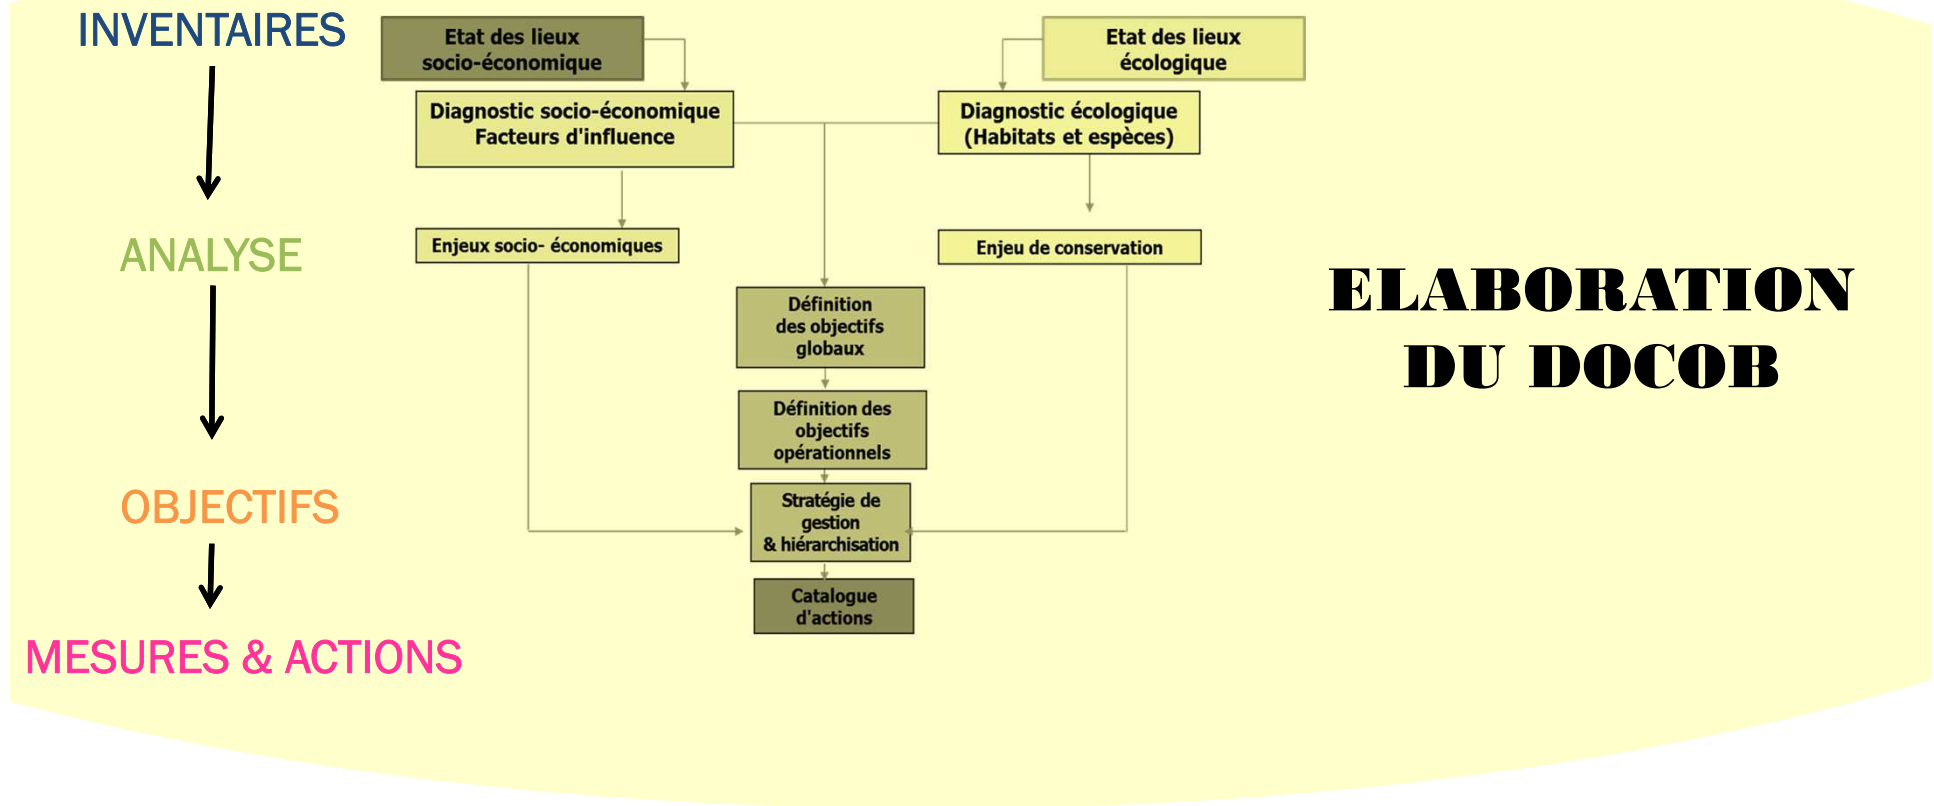 INVENTAIRES
ANALYSE
OBJECTIFS
MESURES & ACTIONS
Etat des lieux
socio-économique
Etat des lieux
écologique
Diagnostic socio-économique
Facteurs d'influence
Diagnostic écologique
(Habitats et espèces)
Enjeux socio- économiques
Enjeu de conservation
Définition
des objectifs
globaux
Définition des
objectifs
opérationnels
Stratégie de
gestion
& hiérarchisation
Catalogue
d'actions
ELABORATION
DU DOCOB